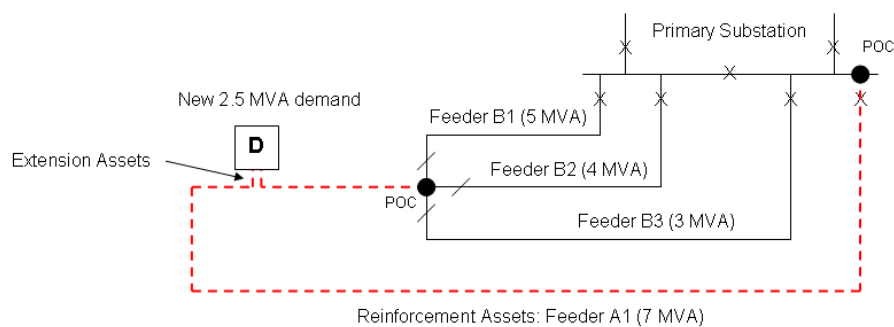 Primary Substation
POC
New 2.5 MVA demand
Feeder B1 (5 MVA)
D
Extension Assets
Feeder B2 (4 MVA)
POC
Feeder B3 (3 MVA)
Reinforcement Assets: Feeder A1 (7 MVA)